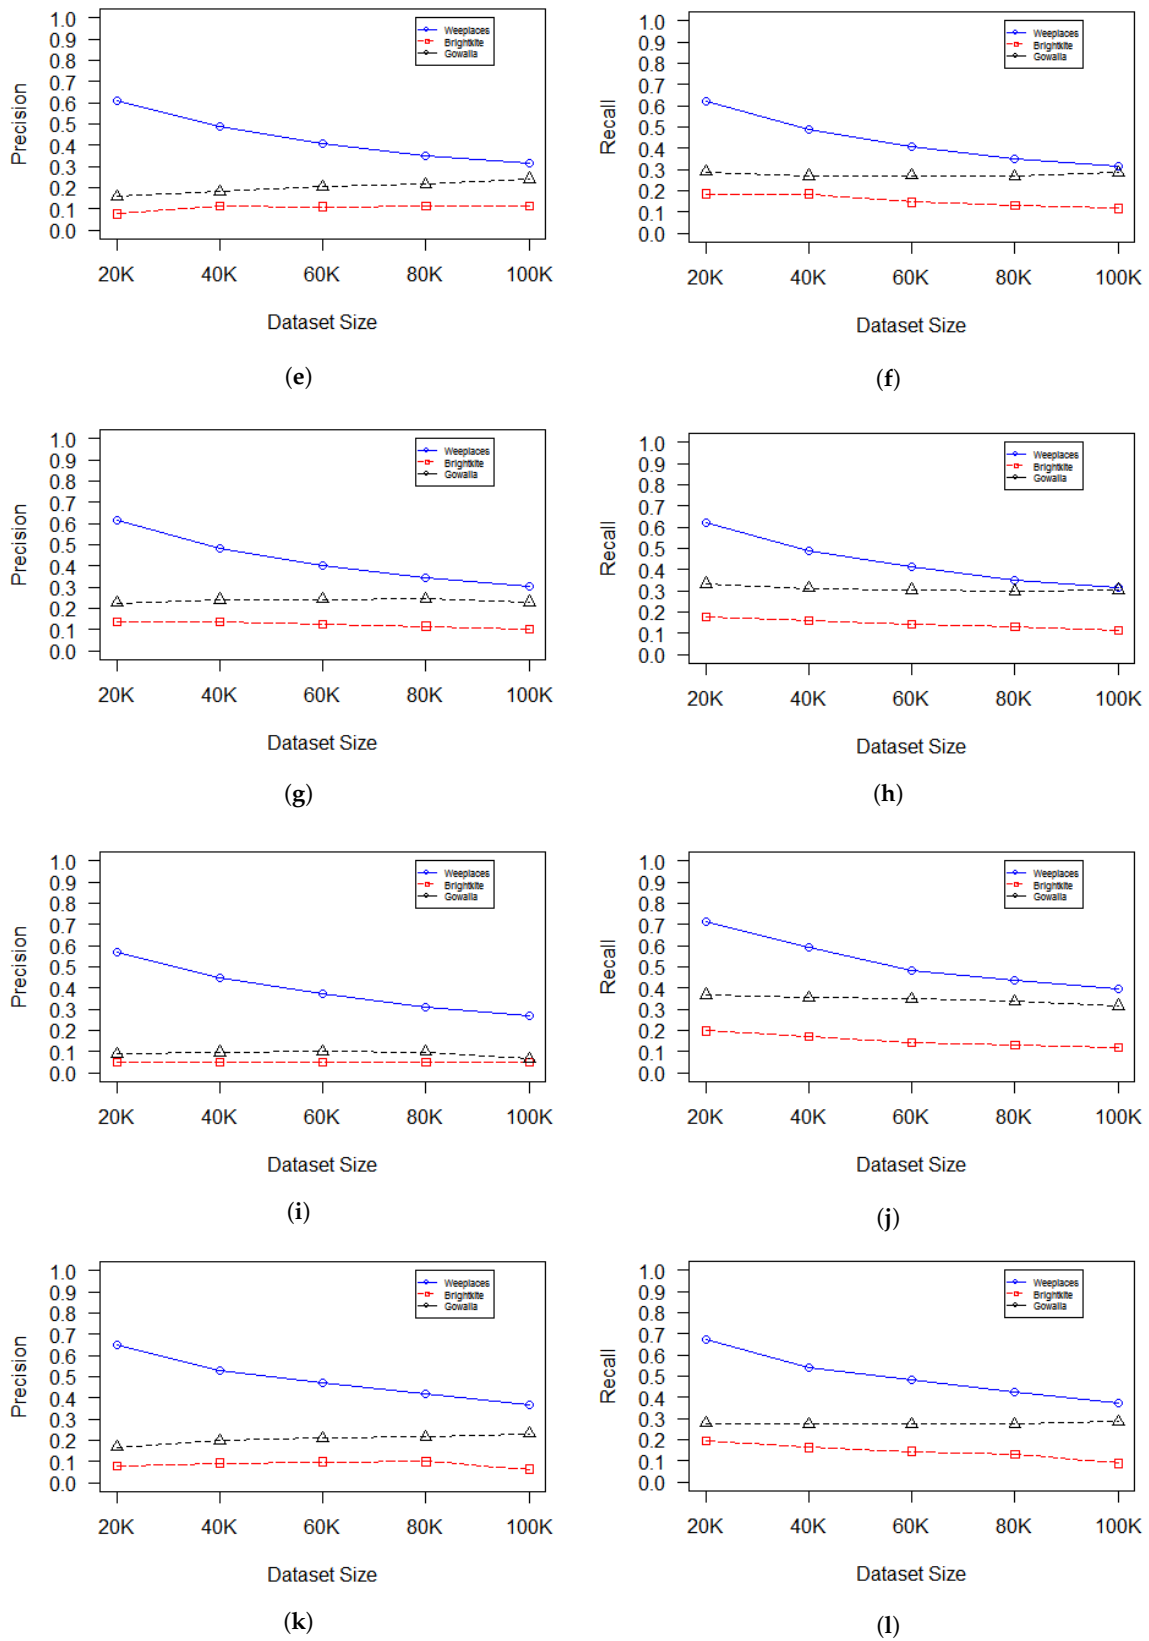 1.0
0.9
0.8
0.7
0.6
0.5
0.4
0.3
0.2
0.1
0.0
Precision
Weeplaces
Brightkite
Gowalla
20K 40K 60K 80K 100K
Dataset Size
(e)
1.0
0.9
0.8
0.7
0.6
0.5
0.4
0.3
0.2
0.1
0.0
Recall
Weeplaces
Brightkite
Gowalla
20K 40K 60K 80K 100K
Dataset Size
(f)
1.0
0.9
0.8
0.7
0.6
0.5
0.4
0.3
0.2
0.1
0.0
Precision
Weeplaces
Brightkite
Gowalla
20K 40K 60K 80K 100K
Dataset Size
(g)
1.0
0.9
0.8
0.7
0.6
0.5
0.4
0.3
0.2
0.1
0.0
Recall
Weeplaces
Brightkite
Gowalla
20K 40K 60K 80K 100K
Dataset Size
(h)
1.0
0.9
0.8
0.7
0.6
0.5
0.4
0.3
0.2
0.1
0.0
Precision
Weeplaces
Brightkite
Gowalla
20K 40K 60K 80K 100K
Dataset Size
(i)
1.0
0.9
0.8
0.7
0.6
0.5
0.4
0.3
0.2
0.1
0.0
Recall
Weeplaces
Brightkite
Gowalla
20K 40K 60K 80K 100K
Dataset Size
(j)
1.0
0.9
0.8
0.7
0.6
0.5
0.4
0.3
0.2
0.1
0.0
Precision
Weeplaces
Brightkite
Gowalla
20K 40K 60K 80K 100K
Dataset Size
(k)
1.0
0.9
0.8
0.7
0.6
0.5
0.4
0.3
0.2
0.1
0.0
Recall
Weeplaces
Brightkite
Gowalla
20K 40K 60K 80K 100K
Dataset Size
(l)